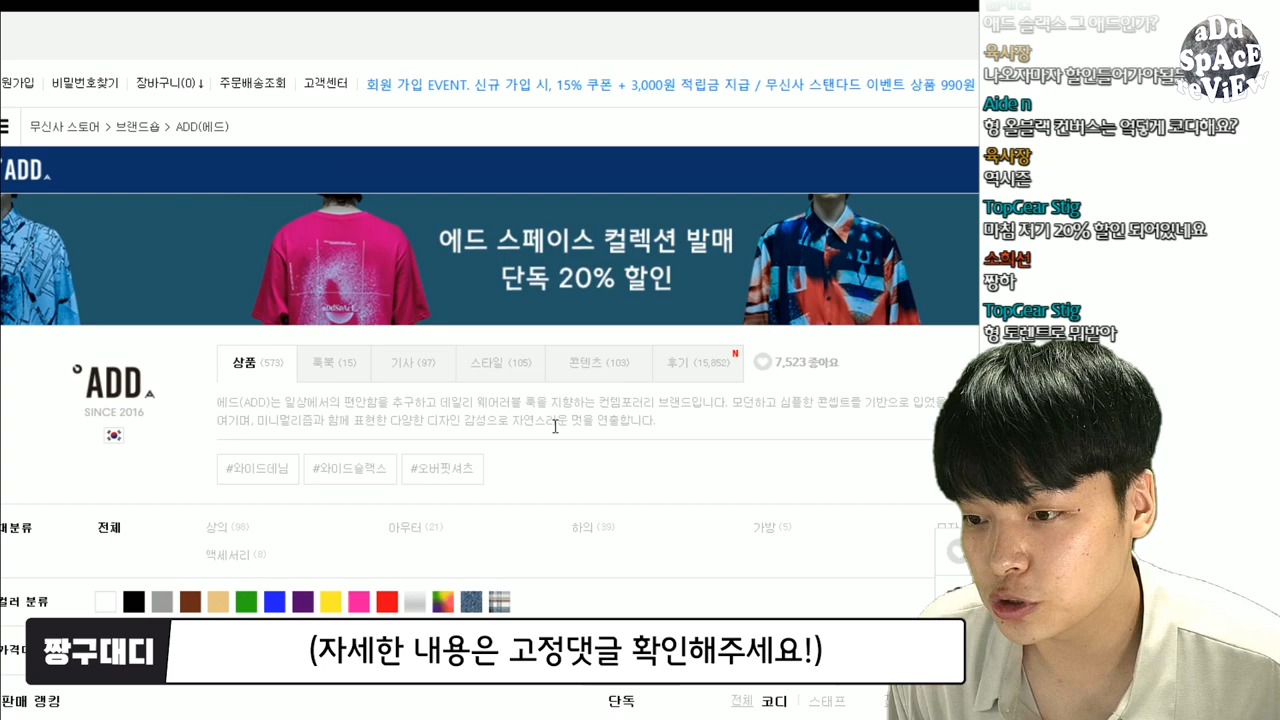 원가입 비밀번호찾기 장바구니(0)↓ 주문배송조회 고객센터 회원 가입 EVENT. 신규 가입 시, 15% 쿠폰 + 3,000원 적립금 지급 / 무신사 스탠다드 이벤트 상품 990원
무신사 스토어 > 브랜드숍 > ADD(에드)
ADD
에드 스페이스 컬렉션 발매
단독 20% 할인
aDdSpAcE
상품 (573) 룩북 (15) 기사 (97) 스타일 (105) 콘텐츠 (103) 후기 (15,852) N 7,523 좋아요
ADD
SINCE 2016
에드(ADD)는 일상에서의 편안함을 추구하고 데일리 웨어러블 룩을 지향하는 컨템포러리 브랜드입니다. 모던하고 심플한 콘셉트를 기반으로 입었을
며기며, 미니멀리즘과 함께 표현한 다양한 디자인 감성으로 자연스러운 멋을 연출합니다.
#와이드데님 #와이드슬랙스 #오버핏셔츠
대분류 전체 상의 (98) 아우터 (21) 하의 (39) 가방 (5) 모자
액세서리 (8)
컬러 분류
가격대
판매 랭킹 단독 전체 코디 스태프
짱구대디
(자세한 내용은 고정댓글 확인해주세요!)
애드 슬랙스 그 애드인가?
육사장
나오자마자 할인들어가야됨
Aide n
형 올블랙 컨버스는 엌덯게 코디해요?
육사장
역시즌
TopGear Stig
마침 저기 20% 할인 되어있네요
소희선
짱하
TopGear Stig
형 토렌트로 뭐받아
aDd
SpAcE
reViEW